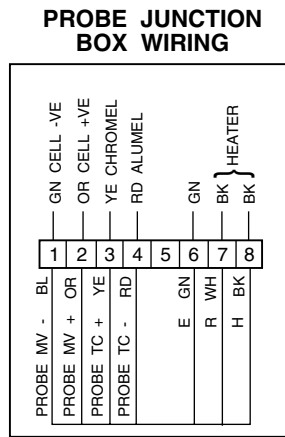 PROBE JUNCTION
BOX WIRING
GN CELL -VE
OR CELL +VE
YE CHROMEL
RD ALUMEL
GN
BK
HEATER
BK
1 2 3 4 5 6 7 8
PROBE MV - BL
PROBE MV + OR
PROBE TC + YE
PROBE TC - RD
E GN
R WH
H BK